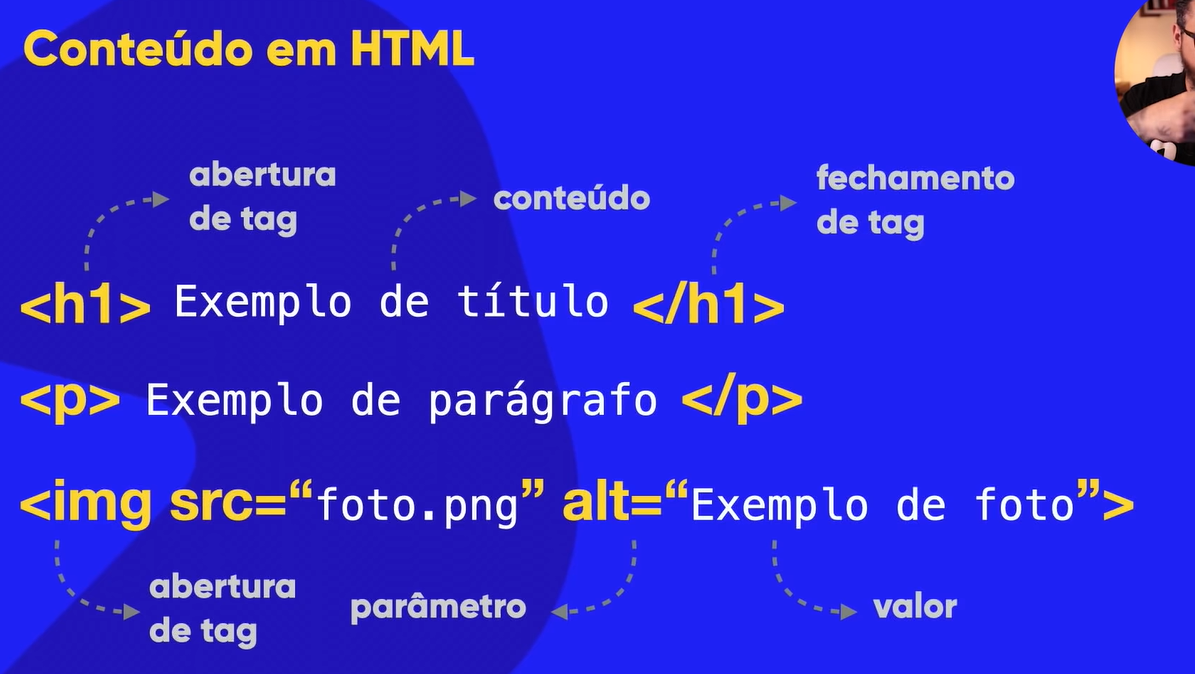 Conteúdo em HTML
abertura
de tag
conteúdo
fechamento
de tag
<h1> Exemplo de título </h1>
<p> Exemplo de parágrafo </p>
<img src=“foto.png” alt=“Exemplo de foto”>
abertura
de tag
parâmetro
valor